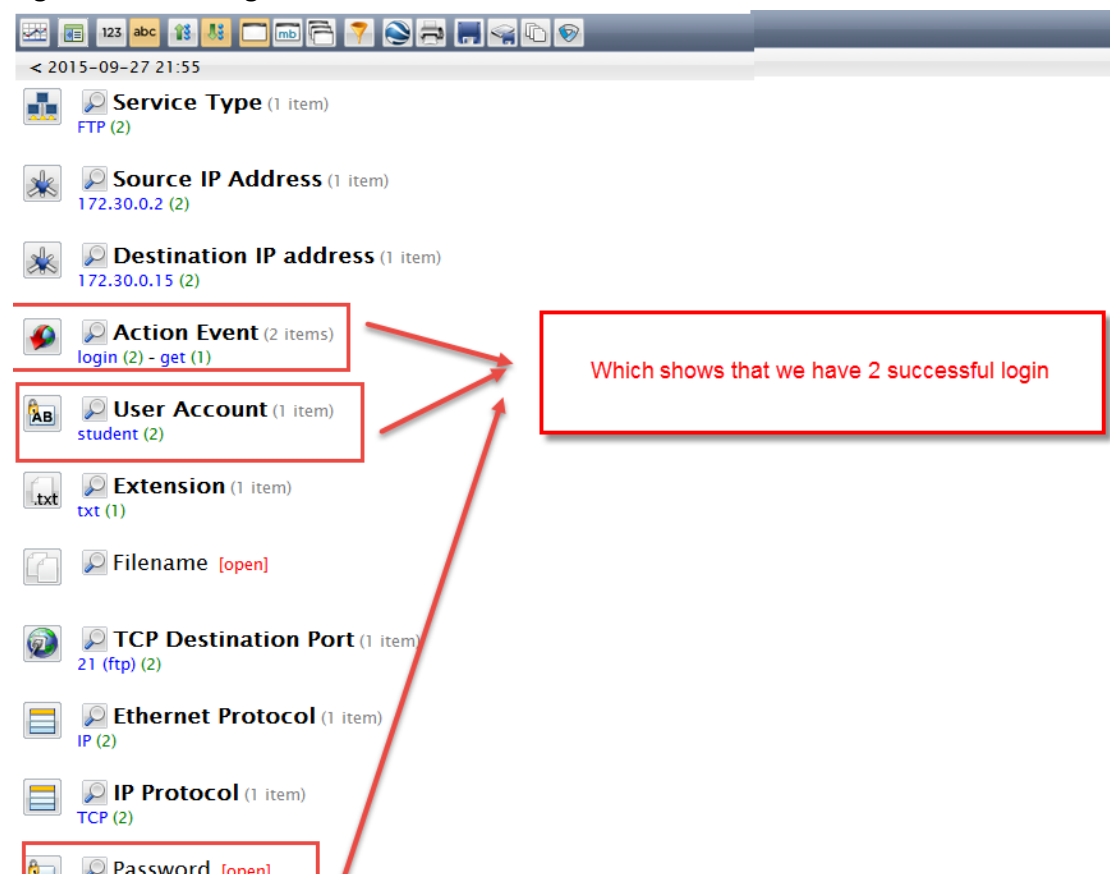 123 abc mb
< 2015-09-27 21:55
Service Type (1 item)
FTP (2)
Source IP Address (1 item)
172.30.0.2 (2)
Destination IP address (1 item)
172.30.0.15 (2)
Action Event (2 items)
login (2) - get (1)
Which shows that we have 2 successful login
AB
User Account (1 item)
student (2)
.txt
Extension (1 item)
txt (1)
Filename [open]
TCP Destination Port (1 item)
21 (ftp) (2)
Ethernet Protocol (1 item)
IP (2)
IP Protocol (1 item)
TCP (2)
Password [open]